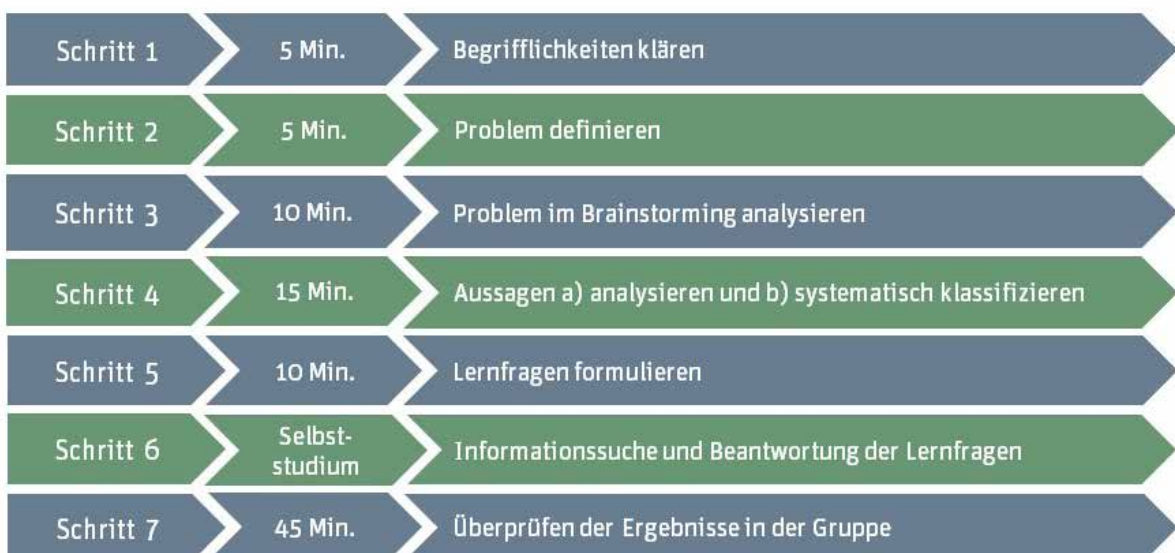 Schritt 1 5 Min. Begrifflichkeiten klären
Schritt 2 5 Min. Problem definieren
Schritt 3 10 Min. Problem im Brainstorming analysieren
Schritt 4 15 Min. Aussagen a) analysieren und b) systematisch klassifizieren
Schritt 5 10 Min. Lernfragen formulieren
Schritt 6 Selbst-
studium Informationssuche und Beantwortung der Lernfragen
Schritt 7 45 Min. Überprüfen der Ergebnisse in der Gruppe